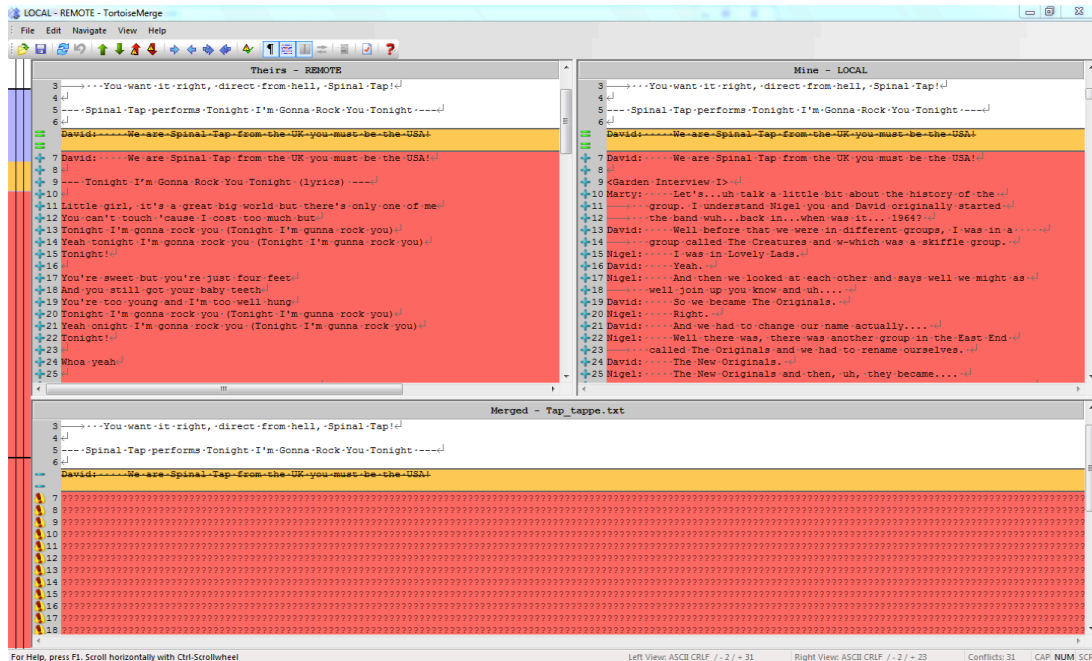 LOCAL - REMOTE - TortoiseMerge
File Edit Navigate View Help
Theirs - REMOTE
3 ...You want it right, direct from hell, Spinal Tap!
4
5 --- Spinal Tap performs Tonight I'm Gonna Rock You Tonight ---
6
David: We are Spinal Tap from the UK you must be the USA!
7 David: We are Spinal Tap from the UK you must be the USA!
8
9 --- Tonight I'm Gonna Rock You Tonight (lyrics) ---
10
11 Little girl, it's a great big world but there's only one of me
12 You can't touch 'cause I cost too much but
13 Tonight I'm gonna rock you (Tonight I'm gunna rock you)
14 Yeah tonight I'm gonna rock you (Tonight I'm gonna rock you)
15 Tonight!
16
17 You're sweet but you're just four feet
18 And you still got your baby teeth
19 You're too young and I'm too well hung
20 Tonight I'm gonna rock you (Tonight I'm gunna rock you)
21 Yeah onight I'm gonna rock you (Tonight I'm gunna rock you)
22 Tonight!
23
24 Whoa yeah
25
Mine - LOCAL
3 ...You want it right, direct from hell, Spinal Tap!
4
5 --- Spinal Tap performs Tonight I'm Gonna Rock You Tonight ---
6
David: We are Spinal Tap from the UK you must be the USA!
7 David: We are Spinal Tap from the UK you must be the USA!
8
9 <Garden Interview I>
10 Marty: Let's...uh talk a little bit about the history of the
11 group. I understand Nigel you and David originally started
12 the band wuh...back in...when was it... 1964?
13 David: Well before that we were in different groups, I was in a
14 group called The Creatures and w-which was a skiffle group.
15 Nigel: I was in Lovely Lads.
16 David: Yeah.
17 Nigel: And then we looked at each other and says well we might as
18 well join up you know and uh....
19 David: So we became The Originals.
20 Nigel: Right.
21 David: And we had to change our name actually....
22 Nigel: Well there was, there was another group in the East End
23 called The Originals and we had to rename ourselves.
24 David: The New Originals.
25 Nigel: The New Originals and then, uh, they became....
Merged - Tap_tappe.txt
3 ...You want it right, direct from hell, Spinal Tap!
4
5 --- Spinal Tap performs Tonight I'm Gonna Rock You Tonight ---
6
David: We are Spinal Tap from the UK you must be the USA!
7
8
9
10
11
12
13
14
15
16
17
18
For Help, press F1. Scroll horizontally with Ctrl-Scrollwheel
Left View: ASCII CRLF / - 2 / + 31
Right View: ASCII CRLF / - 2 / + 23
Conflicts: 31
CAP NUM SCR